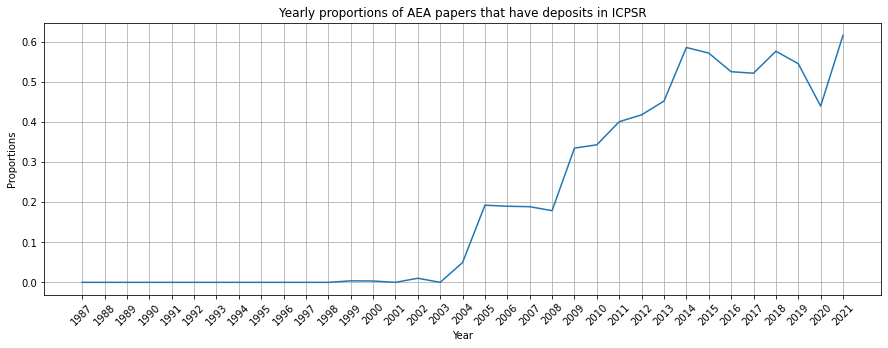 Yearly proportions of AEA papers that have deposits in ICPSR
Proportions
0.6
0.5
0.4
0.3
0.2
0.1
0.0
1987 1988 1989 1990 1991 1992 1993 1994 1995 1996 1997 1998 1999 2000 2001 2002 2003 2004 2005 2006 2007 2008 2009 2010 2011 2012 2013 2014 2015 2016 2017 2018 2019 2020 2021
Year